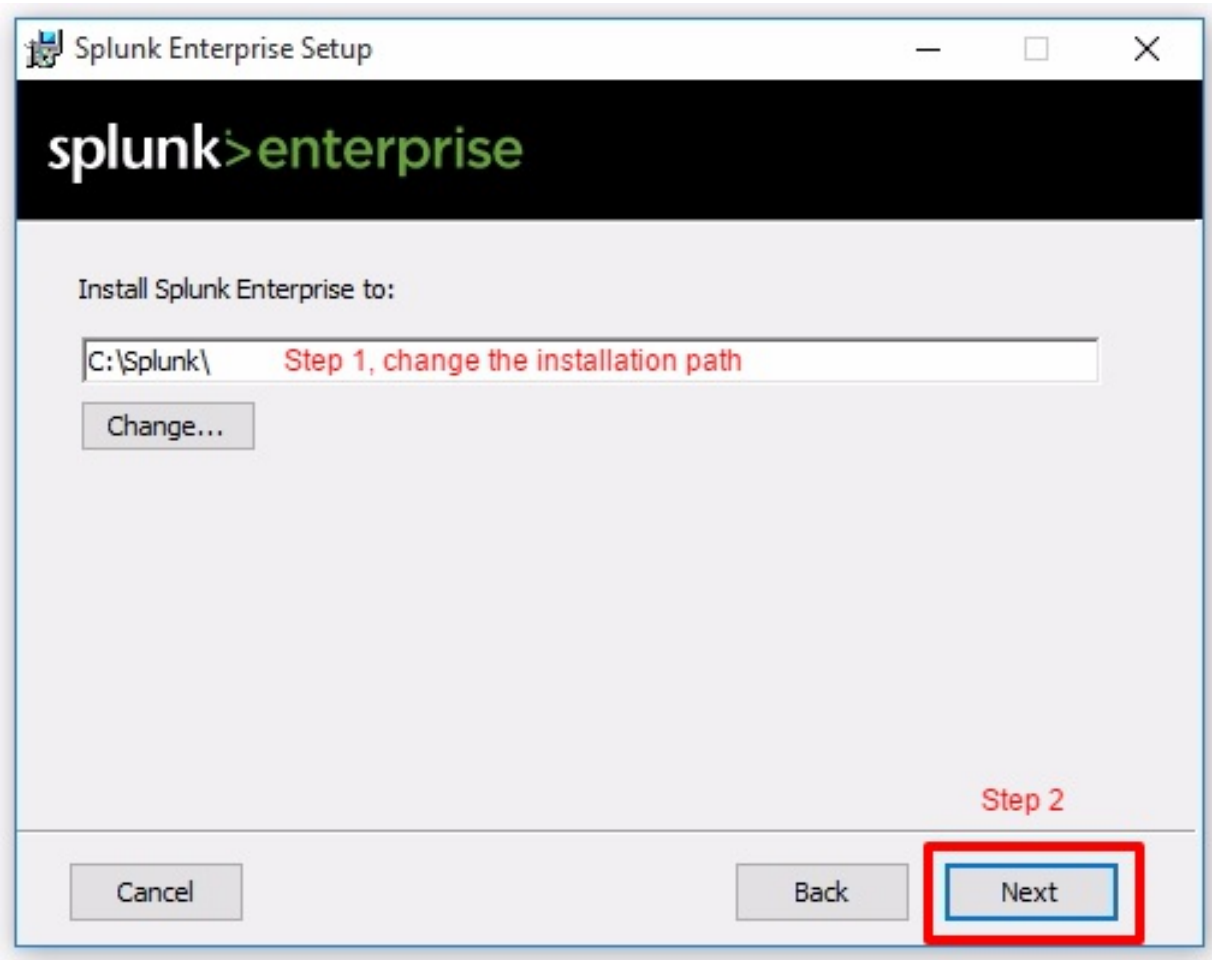 Splunk Enterprise Setup
splunk>enterprise
Install Splunk Enterprise to:
C:\Splunk\ Step 1, change the installation path
Change...
Step 2
Cancel Back Next